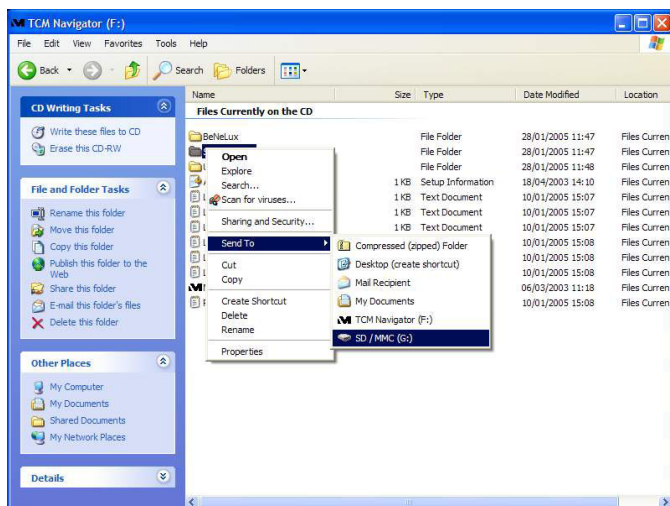 TCM Navigator (F:)
File Edit View Favorites Tools Help
Back Search Folders
CD Writing Tasks
Write these files to CD
Erase this CD-RW
File and Folder Tasks
Rename this folder
Move this folder
Copy this folder
Publish this folder to the
Web
Share this folder
E-mail this folder's files
Delete this folder
Other Places
My Computer
My Documents
Shared Documents
My Network Places
Details
Name Size Type Date Modified Location
Files Currently on the CD
BeNeLux File Folder 28/01/2005 11:47 Files Curren
File Folder 28/01/2005 11:47 Files Curren
File Folder 28/01/2005 11:48 Files Curren
1 KB Setup Information 18/04/2003 14:10 Files Curren
1 KB Text Document 10/01/2005 15:07 Files Curren
1 KB Text Document 10/01/2005 15:07 Files Curren
1 KB Text Document 10/01/2005 15:07 Files Curren
10/01/2005 15:08 Files Curren
10/01/2005 15:08 Files Curren
10/01/2005 15:08 Files Curren
06/03/2003 11:18 Files Curren
10/01/2005 15:08 Files Curren
Open
Explore
Search...
Scan for viruses...
Sharing and Security...
Send To
Cut
Copy
Create Shortcut
Delete
Rename
Properties
Compressed (zipped) Folder
Desktop (create shortcut)
Mail Recipient
My Documents
TCM Navigator (F:)
SD / MMC (G:)